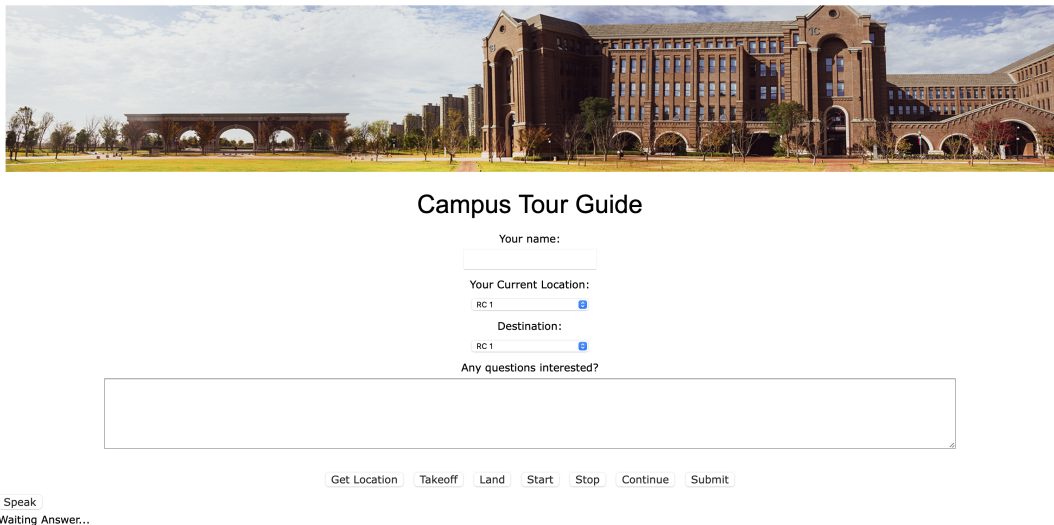 1C
Campus Tour Guide
Your name:
Your Current Location:
RC 1
Destination:
RC 1
Any questions interested?
Get Location Takeoff Land Start Stop Continue Submit
Speak
Waiting Answer...